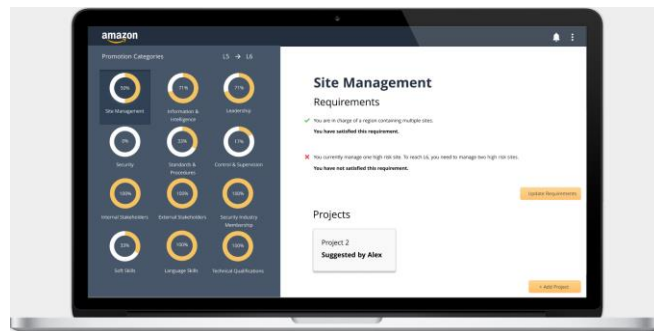 amazon
Promotion Categories L5 → L6
50% 71% 71%
Site Management Information & Leadership
Intelligence
0% 33% 17%
Security Standards & Control & Supervision
Procedures
100% 100% 100%
Internal Stakeholders External Stakeholders Security Industry
Membership
33% 100% 100%
Soft Skills Language Skills Technical Qualifications
Site Management
Requirements
You are in charge of a region containing multiple sites.
You have satisfied this requirement.
You currently manage one high risk site. To reach L6, you need to manage two high risk sites.
You have not satisfied this requirement.
Update Requirements
Projects
Project 2
Suggested by Alex
+ Add Project